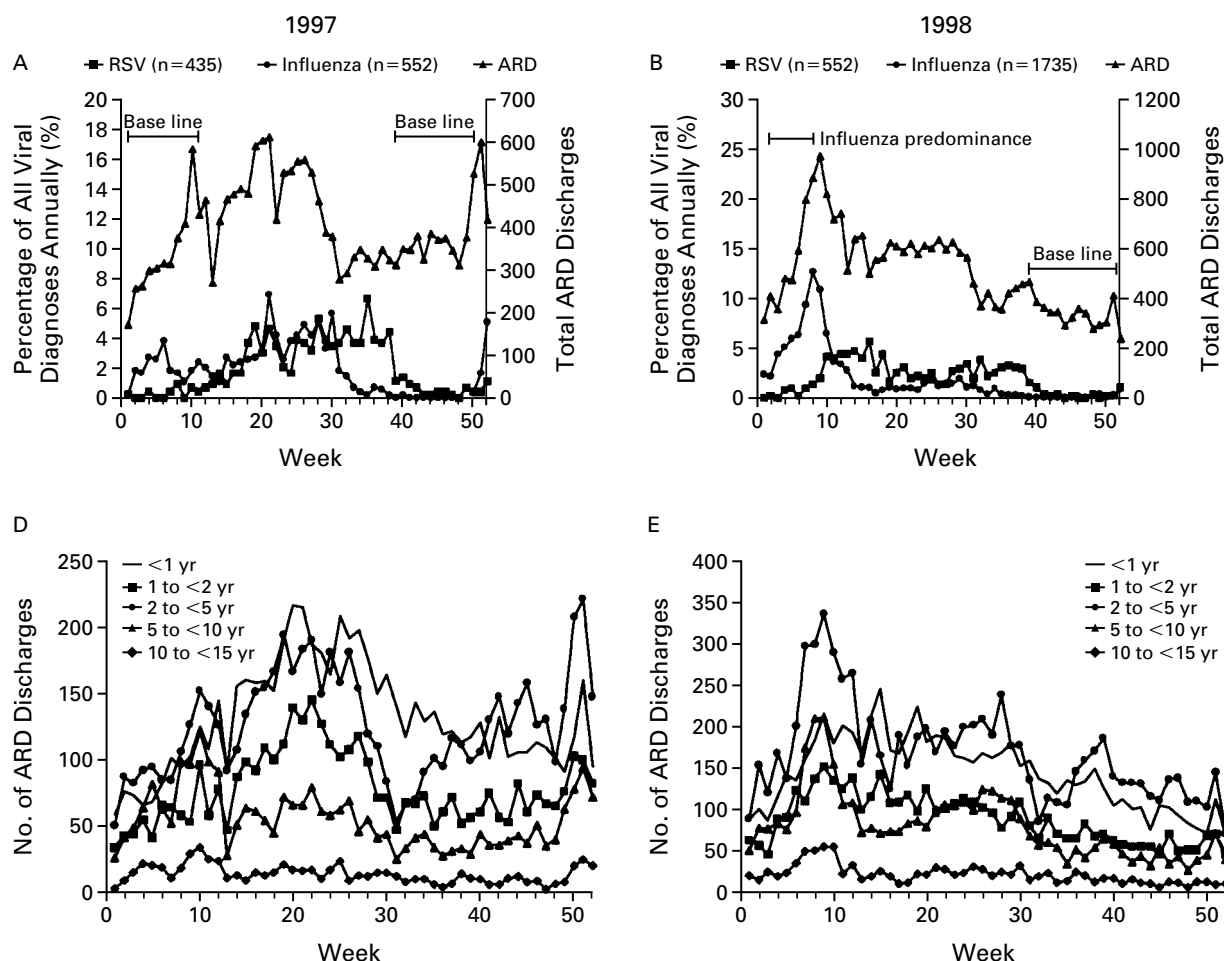 1997
A
RSV (n=435) Influenza (n=552) ARD
Percentage of All Viral
Diagnoses Annually (%)
20
18
16
14
12
10
8
6
4
2
0
Base line
Base line
700
600
500
400
300
200
100
0
Total ARD Discharges
0 10 20 30 40 50
Week
1998
B
RSV (n=552) Influenza (n=1735) ARD
Percentage of All Viral
Diagnoses Annually (%)
30
25
20
15
10
5
0
Influenza predominance
Base line
1200
1000
800
600
400
200
0
Total ARD Discharges
0 10 20 30 40 50
Week
D
No. of ARD Discharges
250
200
150
100
50
0
<1 yr
1 to <2 yr
2 to <5 yr
5 to <10 yr
10 to <15 yr
0 10 20 30 40 50
Week
E
No. of ARD Discharges
400
350
300
250
200
150
100
50
0
<1 yr
1 to <2 yr
2 to <5 yr
5 to <10 yr
10 to <15 yr
0 10 20 30 40 50
Week